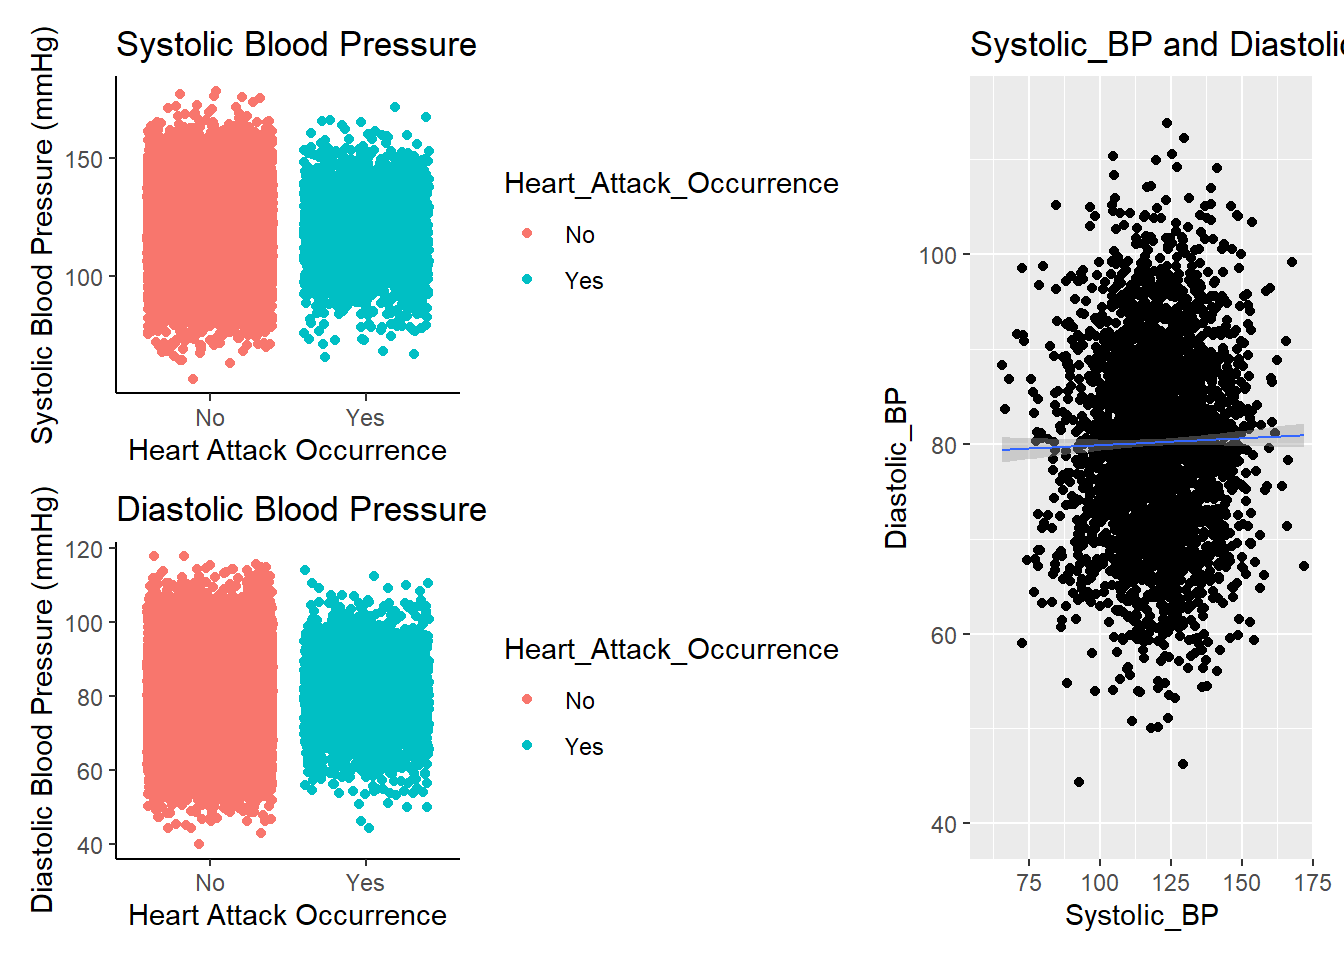 Systolic Blood Pressure
Systolic Blood Pressure (mmHg)
150
100
No Yes
Heart Attack Occurrence
Heart_Attack_Occurrence
No
Yes
Diastolic Blood Pressure
Diastolic Blood Pressure (mmHg)
120
100
80
60
40
No Yes
Heart Attack Occurrence
Heart_Attack_Occurrence
No
Yes
Systolic_BP and Diastolic
Diastolic_BP
100
80
60
40
75 100 125 150 175
Systolic_BP